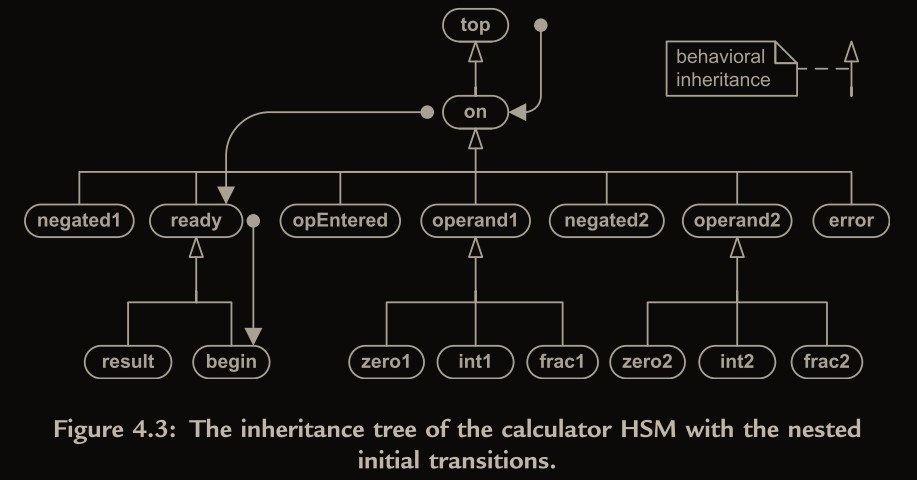 top
behavioral
inheritance
on
negated1
ready
opEntered
operand1
negated2
operand2
error
result
begin
zero1
int1
frac1
zero2
int2
frac2
Figure 4.3: The inheritance tree of the calculator HSM with the nested
initial transitions.